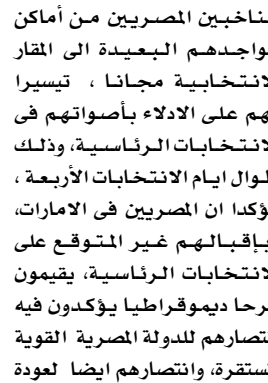 ناخبين المصريين من أماكن
واجدهم البعيدة الى المقار
لانتخابية مجانا ، تيسيرا
هم على الادلاء بأصواتهم فى
لانتخابات الرئاسية، وذلك
لوال ايام الانتخابات الأربعة ،
ؤكدا ان المصريين فى الامارات،
بإقبالهم غير المتوقع على
لانتخابات الرئاسية، يقيمون
رحا ديموقراطيا يؤكدون فيه
تصارهم للدولة المصرية القوية
ستقرة، وانتصارهم ايضا لعودة